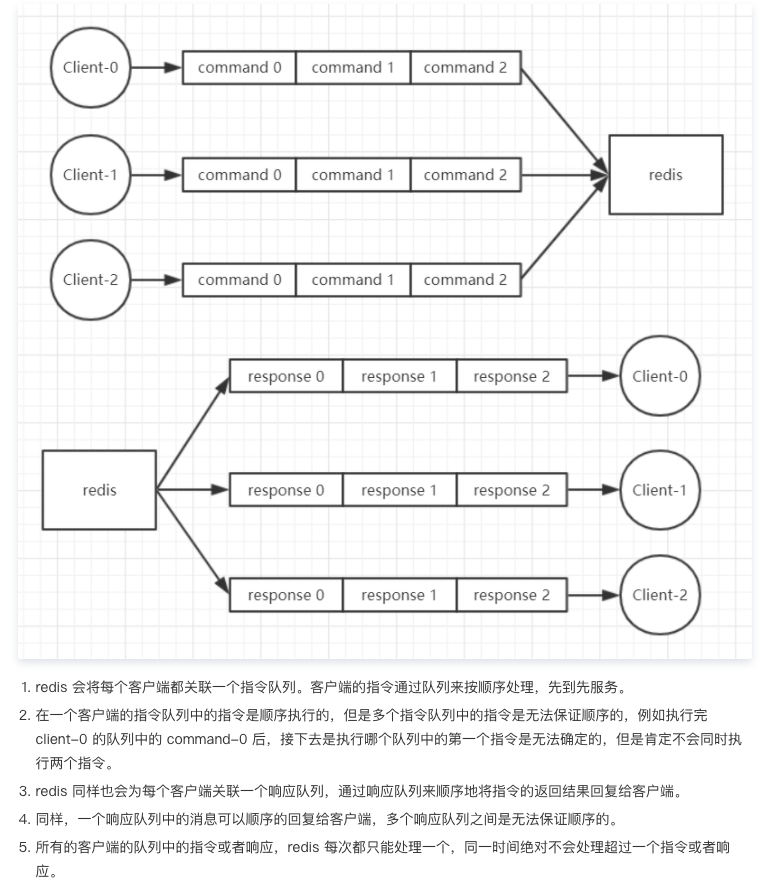 Client-0
command 0 command 1 command 2
Client-1
command 0 command 1 command 2
redis
Client-2
command 0 command 1 command 2
response 0 response 1 response 2
Client-0
redis
response 0 response 1 response 2
Client-1
response 0 response 1 response 2
Client-2
1. redis 会将每个客户端都关联一个指令队列。客户端的指令通过队列来按顺序处理，先到先服务。
2. 在一个客户端的指令队列中的指令是顺序执行的，但是多个指令队列中的指令是无法保证顺序的，例如执行完
client-0 的队列中的 command-0 后，接下去是执行哪个队列中的第一个指令是无法确定的，但是肯定不会同时执
行两个指令。
3. redis 同样也会为每个客户端关联一个响应队列，通过响应队列来顺序地将指令的返回结果回复给客户端。
4. 同样，一个响应队列中的消息可以顺序的回复给客户端，多个响应队列之间是无法保证顺序的。
5. 所有的客户端的队列中的指令或者响应，redis 每次都只能处理一个，同一时间绝对不会处理超过一个指令或者响
应。